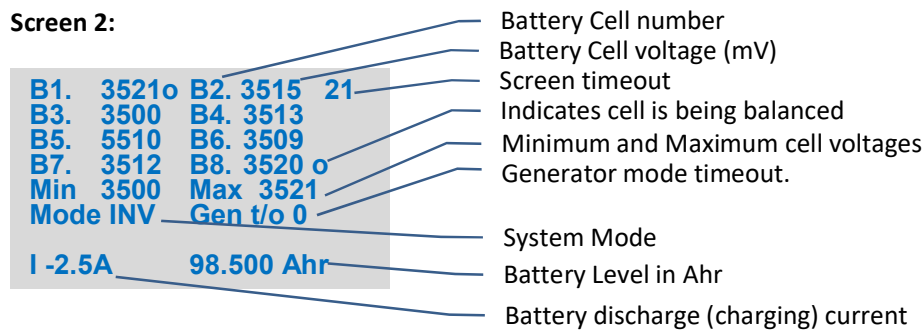 Screen 2:
B1. 3521o B2. 3515 21
B3. 3500 B4. 3513
B5. 5510 B6. 3509
B7. 3512 B8. 3520 o
Min 3500 Max 3521
Mode INV Gen t/o 0
I -2.5A 98.500 Ahr
Battery Cell number
Battery Cell voltage (mV)
Screen timeout
Indicates cell is being balanced
Minimum and Maximum cell voltages
Generator mode timeout.
System Mode
Battery Level in Ahr
Battery discharge (charging) current